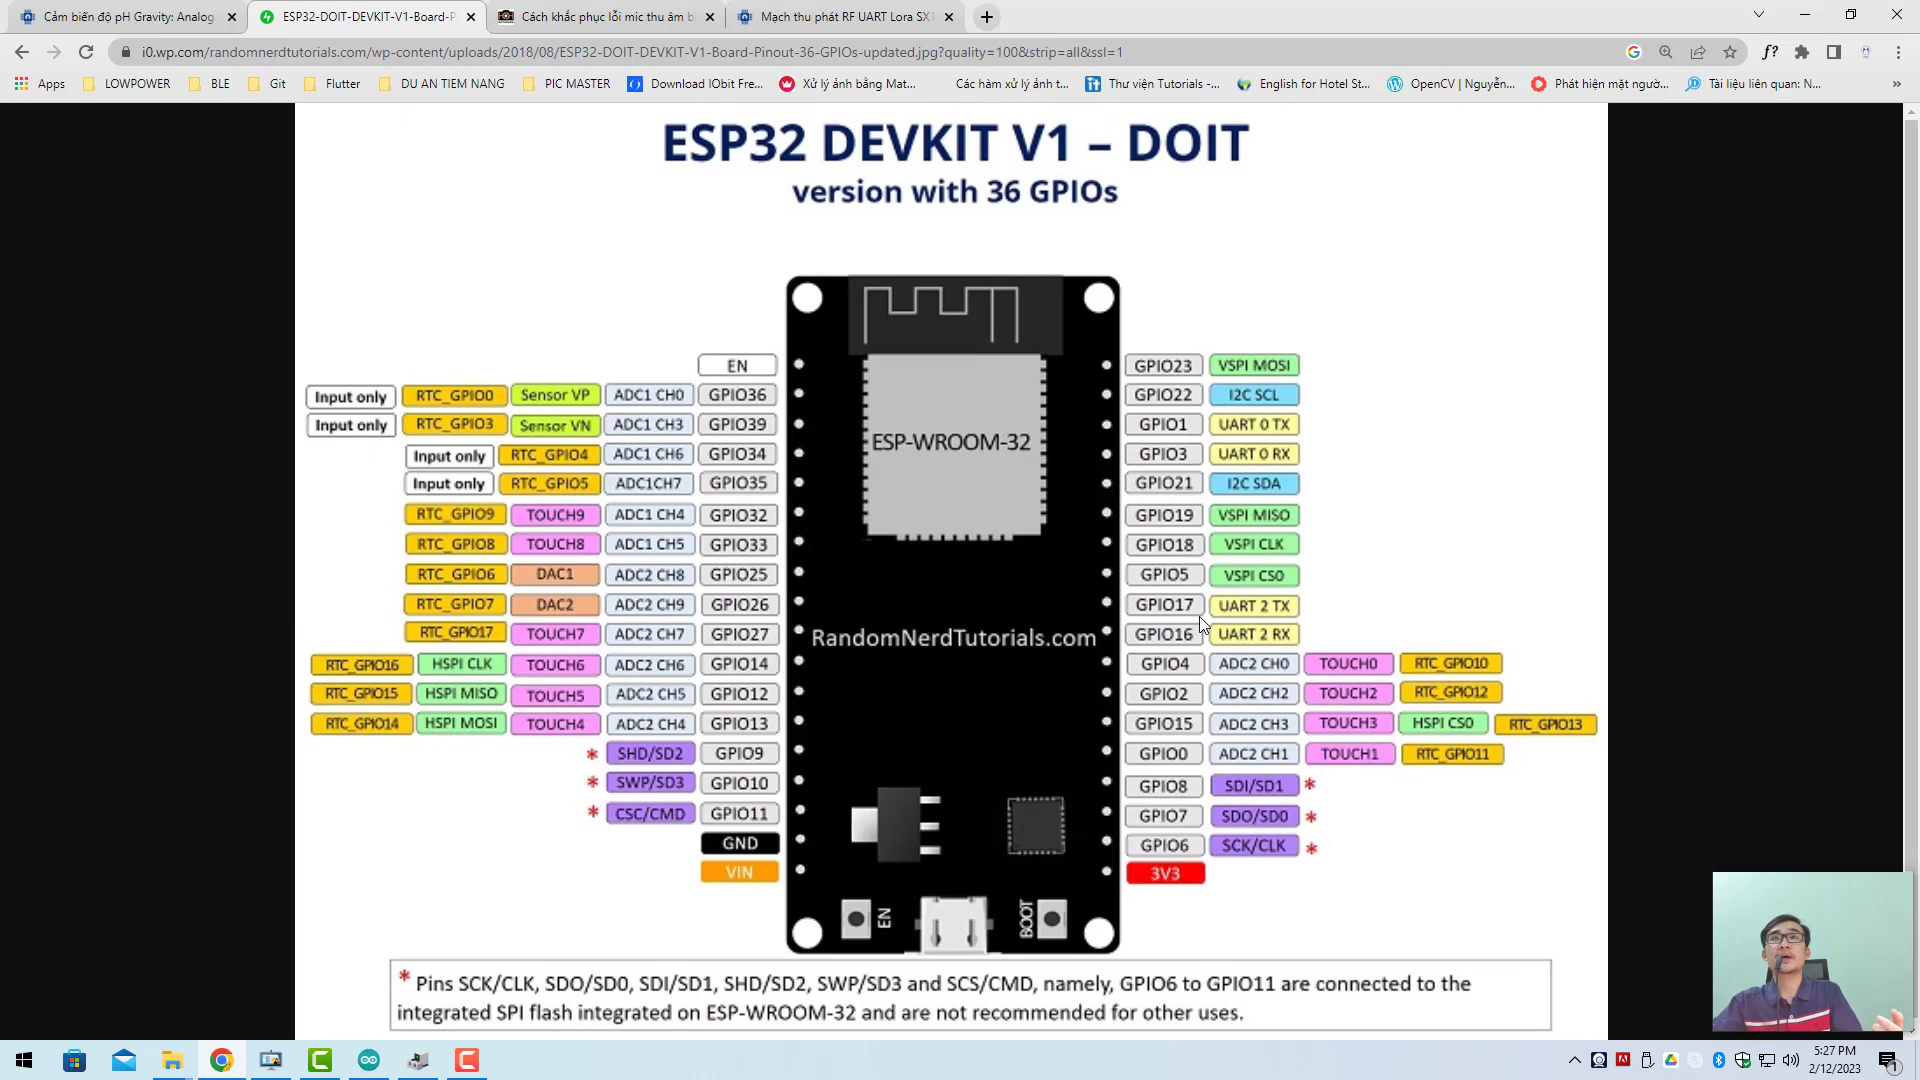 Cảm biến độ pH Gravity: Analog
ESP32-DOIT-DEVKIT-V1-Board-P
Cách khắc phục lỗi mic thu âm b
Mạch thu phát RF UART Lora SX1
i0.wp.com/randomnerdtutorials.com/wp-content/uploads/2018/08/ESP32-DOIT-DEVKIT-V1-Board-Pinout-36-GPIOs-updated.jpg?quality=100&strip=all&ssl=1
Apps LOWPOWER BLE Git Flutter DU AN TIEM NANG PIC MASTER Download IObit Fre... Xử lý ảnh bằng Mat... Các hàm xử lý ảnh t... Thư viện Tutorials -... English for Hotel St... OpenCV | Nguyễn... Phát hiện mặt ngườ... Tài liệu liên quan: N...
ESP32 DEVKIT V1 – DOIT
version with 36 GPIOs
EN GPIO23 VSPI MOSI
Input only RTC_GPIO0 Sensor VP ADC1 CH0 GPIO36 GPIO22 I2C SCL
Input only RTC_GPIO3 Sensor VN ADC1 CH3 GPIO39 GPIO1 UART 0 TX
Input only RTC_GPIO4 ADC1 CH6 GPIO34 ESP-WROOM-32 GPIO3 UART 0 RX
Input only RTC_GPIO5 ADC1CH7 GPIO35 GPIO21 I2C SDA
RTC_GPIO9 TOUCH9 ADC1 CH4 GPIO32 GPIO19 VSPI MISO
RTC_GPIO8 TOUCH8 ADC1 CH5 GPIO33 GPIO18 VSPI CLK
RTC_GPIO6 DAC1 ADC2 CH8 GPIO25 GPIO5 VSPI CS0
RTC_GPIO7 DAC2 ADC2 CH9 GPIO26 GPIO17 UART 2 TX
RTC_GPIO17 TOUCH7 ADC2 CH7 GPIO27 RandomNerdTutorials.com GPIO16 UART 2 RX
RTC_GPIO16 HSPI CLK TOUCH6 ADC2 CH6 GPIO14 GPIO4 ADC2 CH0 TOUCH0 RTC_GPIO10
RTC_GPIO15 HSPI MISO TOUCH5 ADC2 CH5 GPIO12 GPIO2 ADC2 CH2 TOUCH2 RTC_GPIO12
RTC_GPIO14 HSPI MOSI TOUCH4 ADC2 CH4 GPIO13 GPIO15 ADC2 CH3 TOUCH3 HSPI CS0 RTC_GPIO13
* SHD/SD2 GPIO9 GPIO0 ADC2 CH1 TOUCH1 RTC_GPIO11
* SWP/SD3 GPIO10 GPIO8 SDI/SD1 *
* CSC/CMD GPIO11 GPIO7 SDO/SD0 *
GND GPIO6 SCK/CLK *
VIN 3V3
EN BOOT
* Pins SCK/CLK, SDO/SD0, SDI/SD1, SHD/SD2, SWP/SD3 and SCS/CMD, namely, GPIO6 to GPIO11 are connected to the
integrated SPI flash integrated on ESP-WROOM-32 and are not recommended for other uses.
5:27 PM
2/12/2023